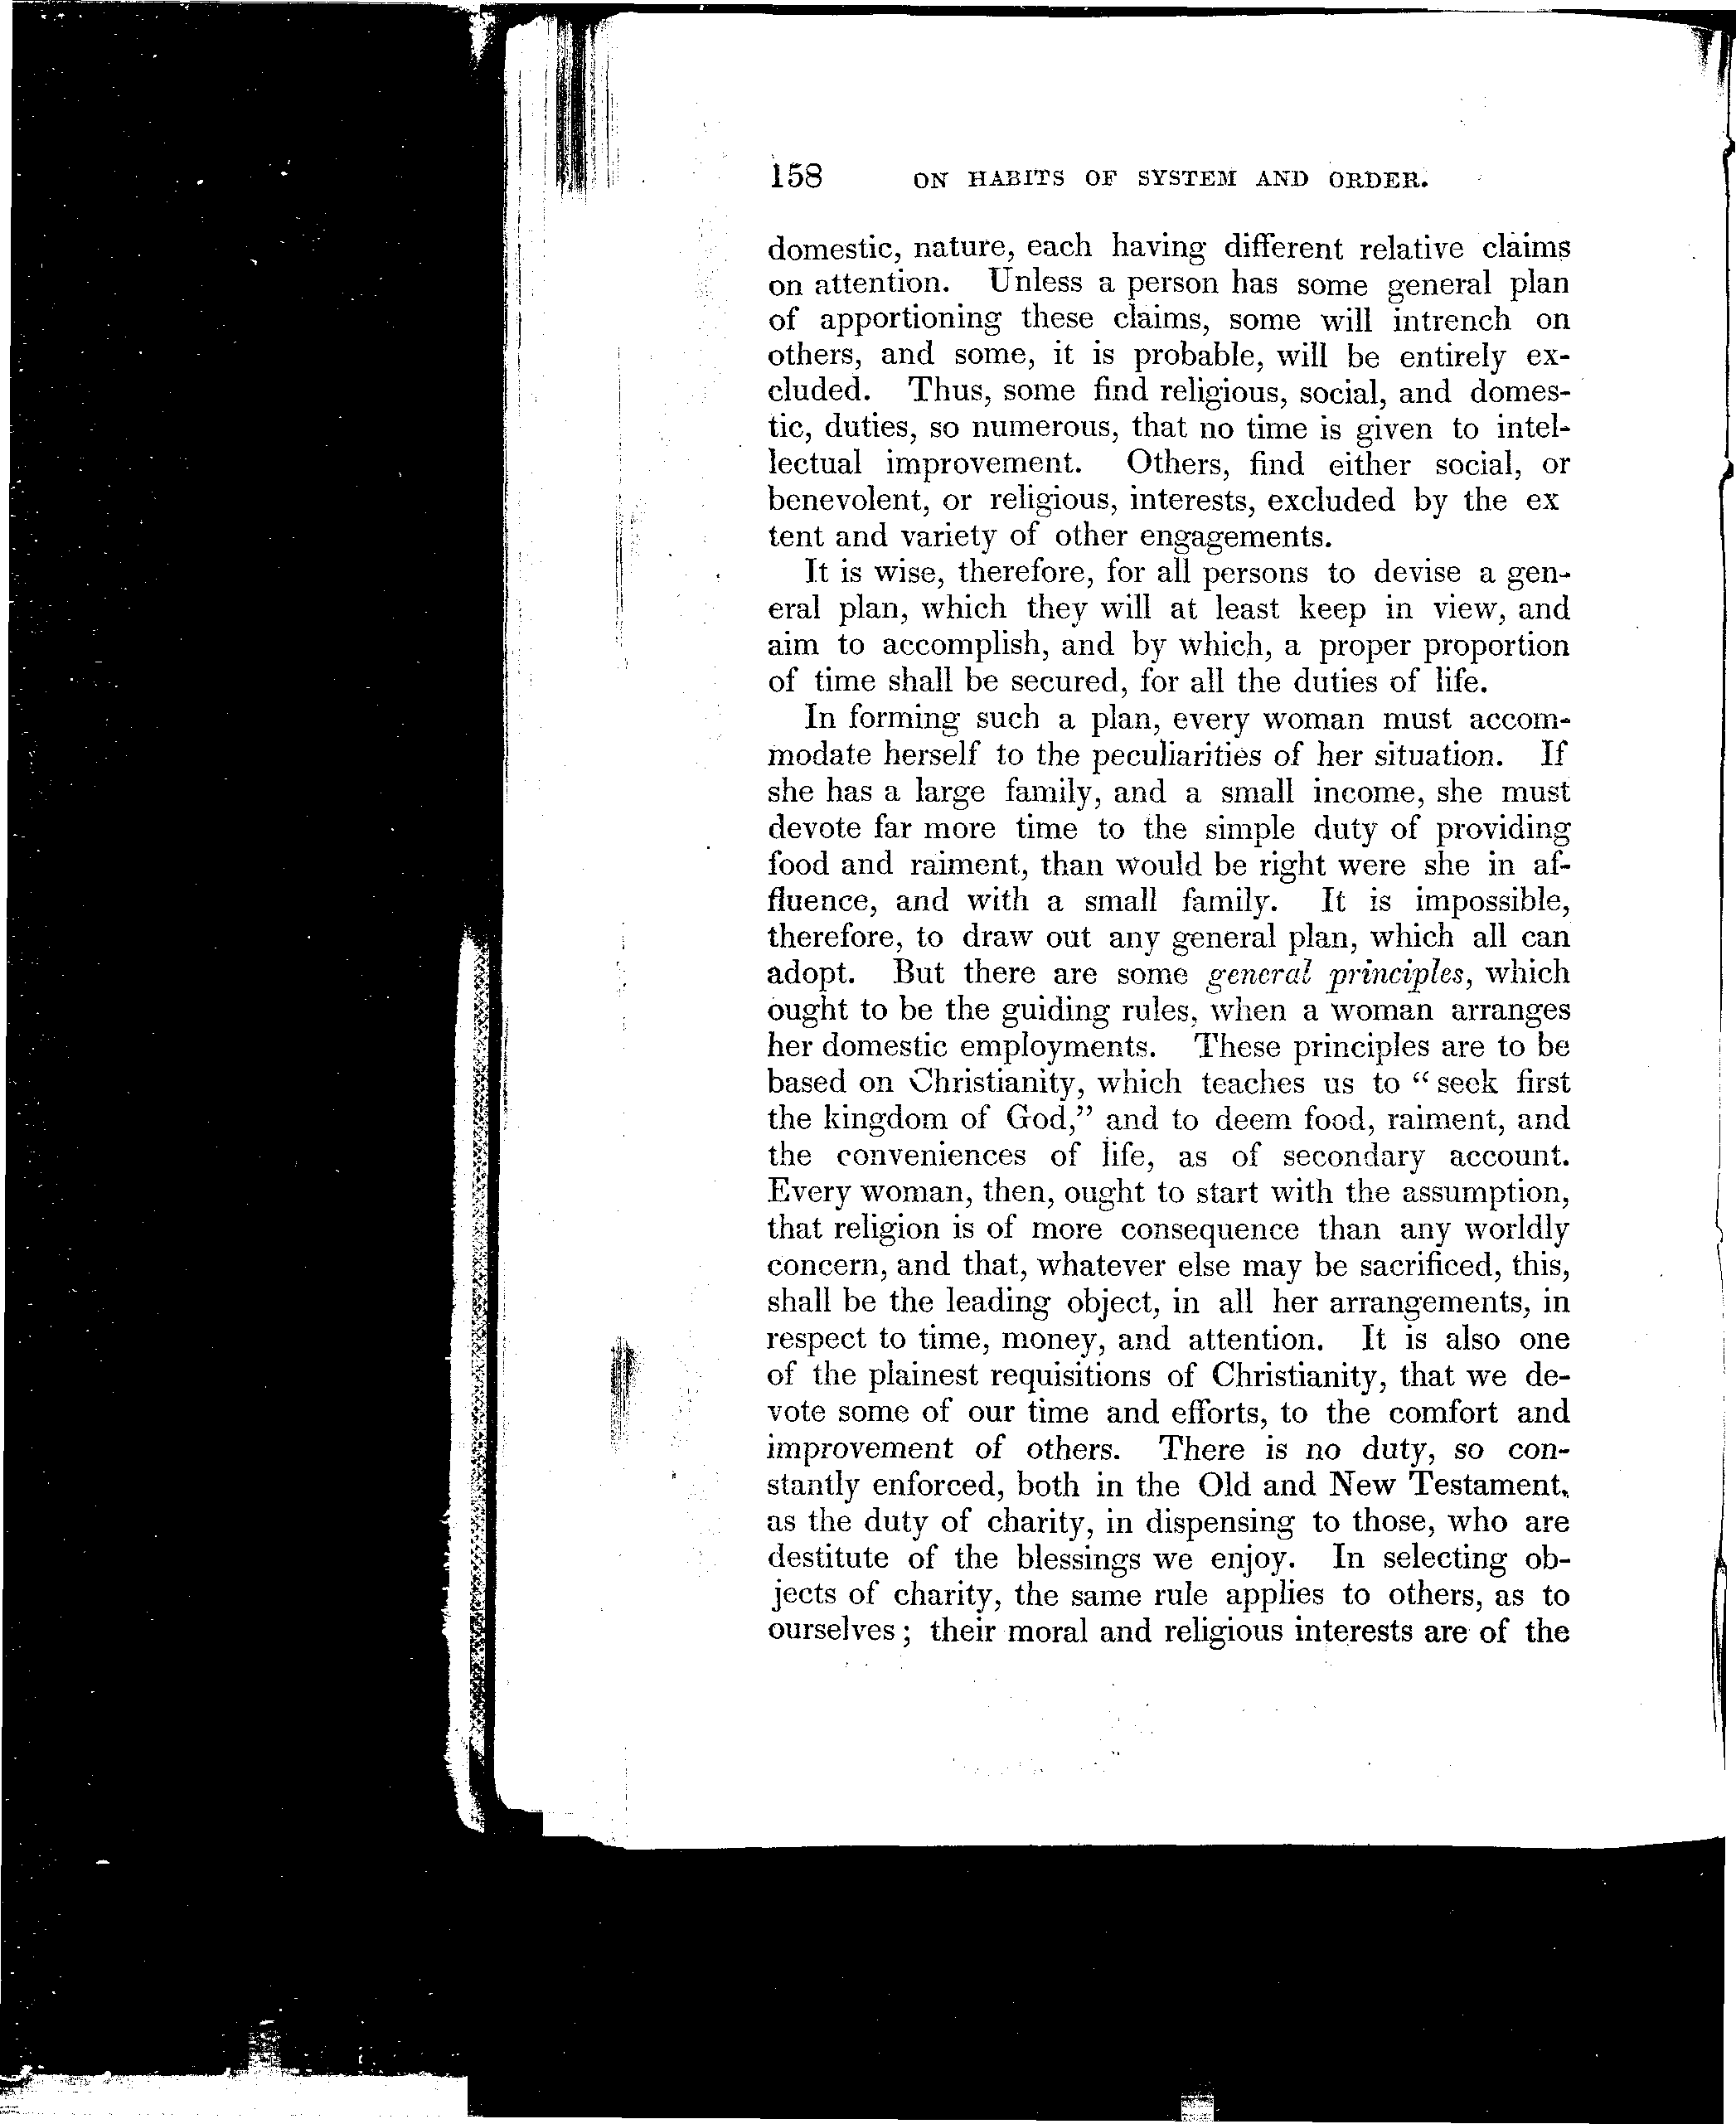 158 ON HABITS OF SYSTEM AND ORDER.
domestic, nature, each having different relative claims
on attention. Unless a person has some general plan
of apportioning these claims, some will intrench on
others, and some, it is probable, will be entirely ex-
cluded. Thus, some find religious, social, and domes-
tic, duties, so numerous, that no time is given to intel-
lectual improvement. Others, find either social, or
benevolent, or religious, interests, excluded by the ex
tent and variety of other engagements.
It is wise, therefore, for all persons to devise a gen-
eral plan, which they will at least keep in view, and
aim to accomplish, and by which, a proper proportion
of time shall be secured, for all the duties of life.
In forming such a plan, every woman must accom-
modate herself to the peculiarities of her situation. If
she has a large family, and a small income, she must
devote far more time to the simple duty of providing
food and raiment, than would be right were she in af-
fluence, and with a small family. It is impossible,
therefore, to draw out any general plan, which all can
adopt. But there are some general principles, which
ought to be the guiding rules, when a woman arranges
her domestic employments. These principles are to be
based on Christianity, which teaches us to “ seek first
the kingdom of God,” and to deem food, raiment, and
the conveniences of life, as of secondary account.
Every woman, then, ought to start with the assumption,
that religion is of more consequence than any worldly
concern, and that, whatever else may be sacrificed, this,
shall be the leading object, in all her arrangements, in
respect to time, money, and attention. It is also one
of the plainest requisitions of Christianity, that we de-
vote some of our time and efforts, to the comfort and
improvement of others. There is no duty, so con-
stantly enforced, both in the Old and New Testament,
as the duty of charity, in dispensing to those, who are
destitute of the blessings we enjoy. In selecting ob-
jects of charity, the same rule applies to others, as to
ourselves ; their moral and religious interests are of the